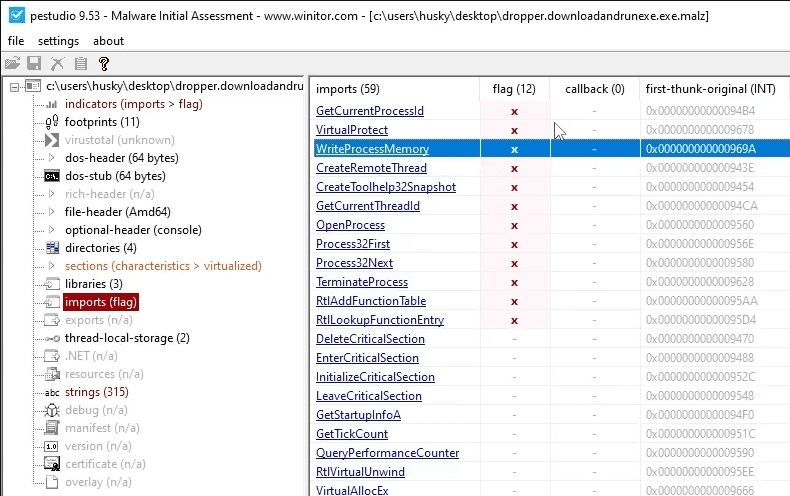 pestudio 9.53 - Malware Initial Assessment - www.winitor.com - [c:\users\husky\desktop\dropper.downloadandrunexe.exe.malz]
file settings about
c:\users\husky\desktop\dropper.downloadandru
indicators (imports > flag)
footprints (11)
virustotal (unknown)
dos-header (64 bytes)
dos-stub (64 bytes)
rich-header (n/a)
file-header (Amd64)
optional-header (console)
directories (4)
sections (characteristics > virtualized)
libraries (3)
imports (flag)
exports (n/a)
thread-local-storage (2)
.NET (n/a)
resources (n/a)
abc strings (315)
debug (n/a)
manifest (n/a)
1.0 version (n/a)
certificate (n/a)
overlay (n/a)
imports (59) flag (12) callback (0) first-thunk-original (INT)
GetCurrentProcessId x - 0x00000000000094B4
VirtualProtect x - 0x0000000000009678
WriteProcessMemory x - 0x000000000000969A
CreateRemoteThread x - 0x000000000000943E
CreateToolhelp32Snapshot x - 0x0000000000009454
GetCurrentThreadId x - 0x00000000000094CA
OpenProcess x - 0x0000000000009560
Process32First x - 0x000000000000956E
Process32Next x - 0x0000000000009580
TerminateProcess x - 0x0000000000009628
RtlAddFunctionTable x - 0x00000000000095AA
RtlLookupFunctionEntry x - 0x00000000000095D4
DeleteCriticalSection - - 0x0000000000009470
EnterCriticalSection - - 0x0000000000009488
InitializeCriticalSection - - 0x000000000000952C
LeaveCriticalSection - - 0x0000000000009548
GetStartupInfoA - - 0x00000000000094F0
GetTickCount - - 0x000000000000951C
QueryPerformanceCounter - - 0x0000000000009590
RtlVirtualUnwind - - 0x00000000000095EE
VirtualAllocEx - - 0x0000000000009666